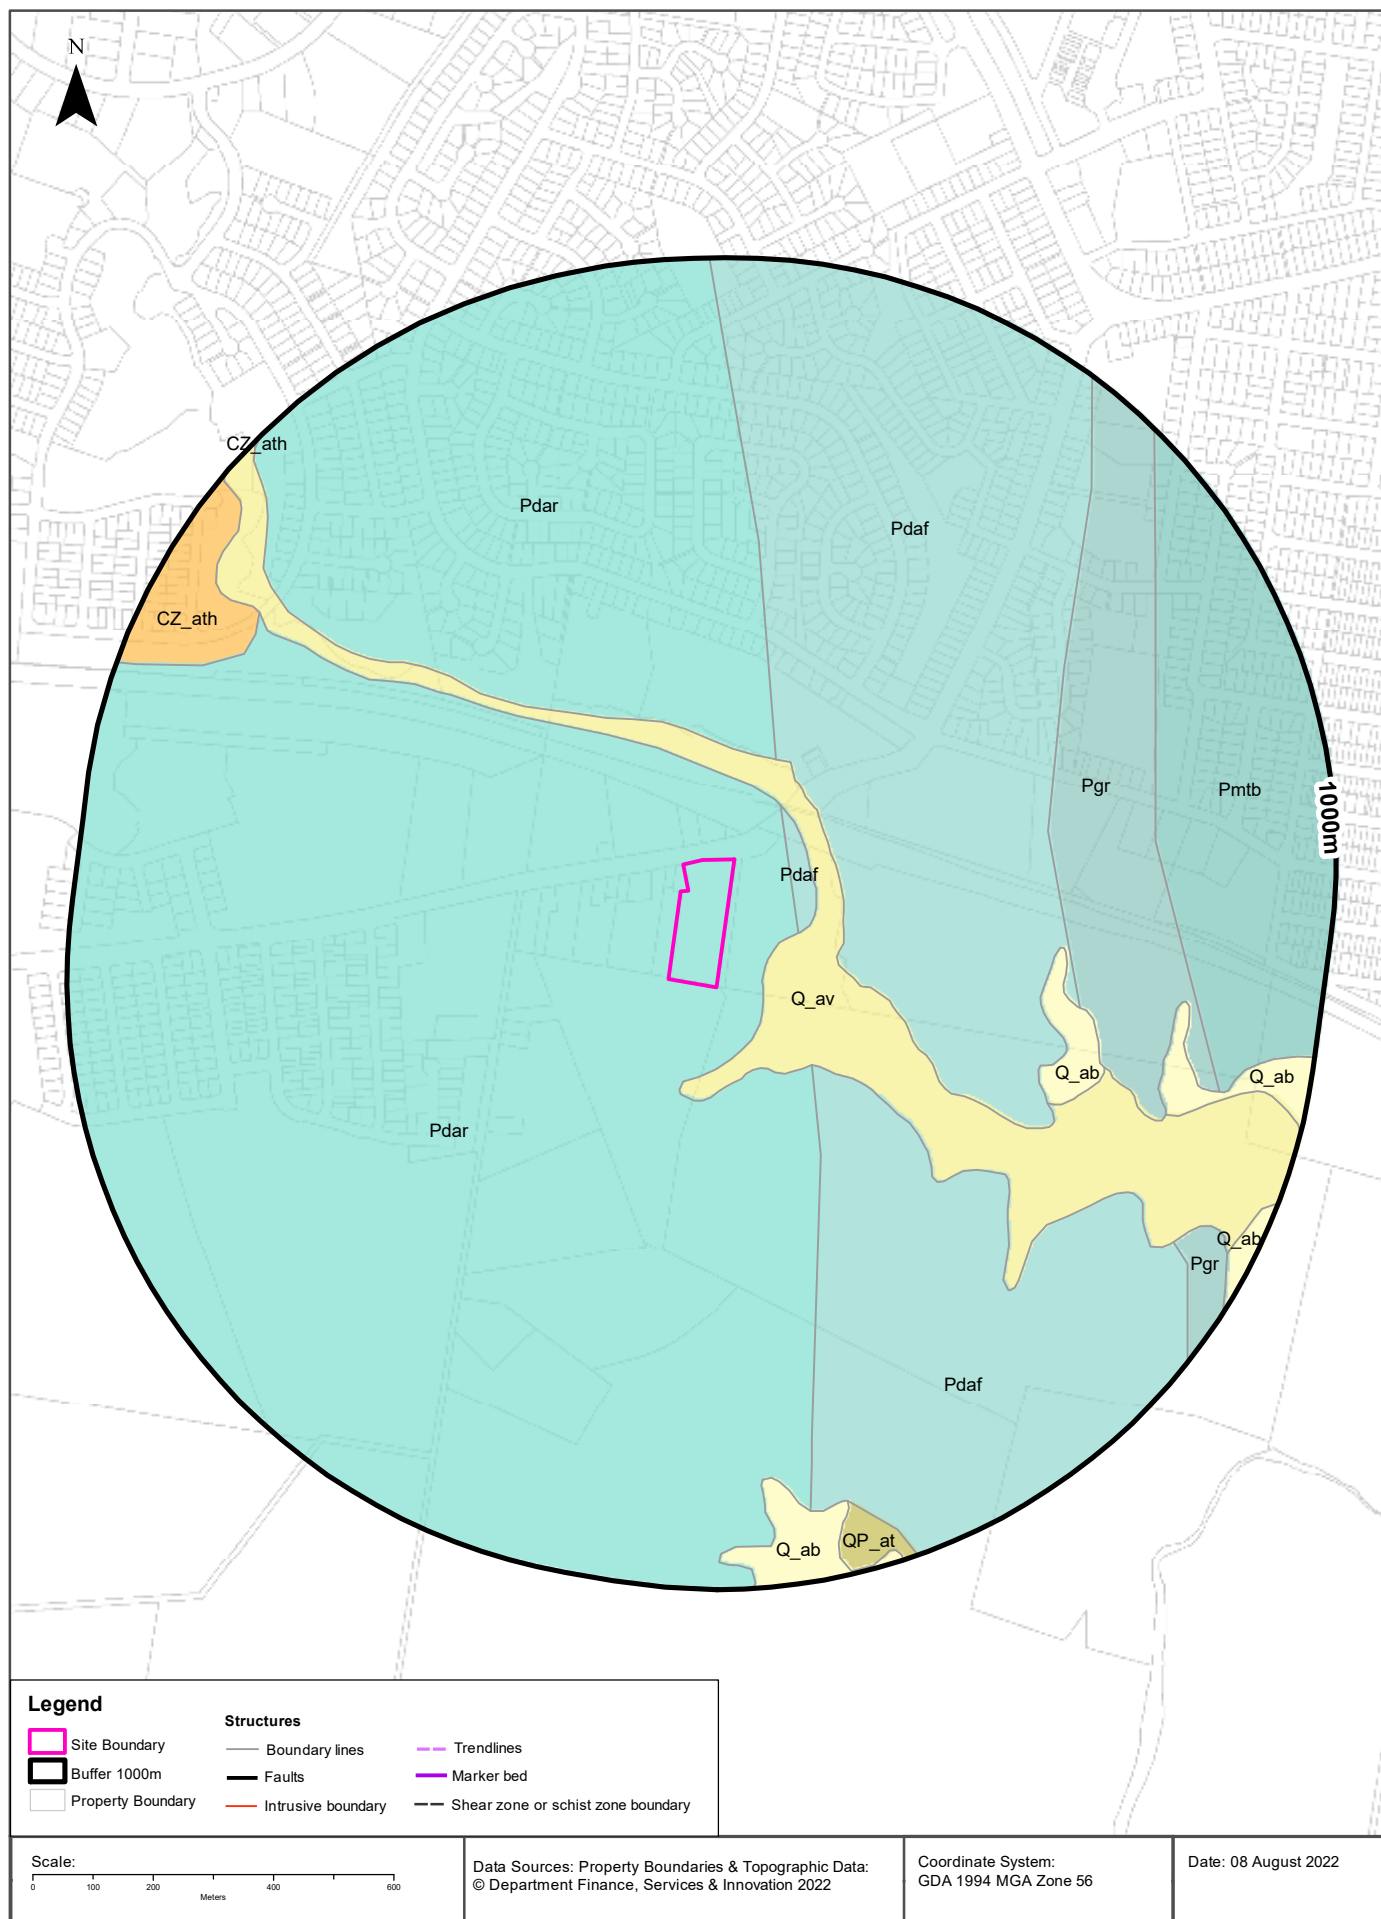 N
CZ_ath
Pdar
Pdaf
CZ_ath
Pgr
Pmtb
1000m
Pdaf
Q_av
Q_ab
Q_ab
Pdar
Q_ab
Pgr
Pdaf
Q_ab
QP_at
Legend
Site Boundary
Buffer 1000m
Property Boundary
Structures
Boundary lines
Faults
Intrusive boundary
Trendlines
Marker bed
Shear zone or schist zone boundary
Scale:
0 100 200 400 600
Meters
Data Sources: Property Boundaries & Topographic Data:
© Department Finance, Services & Innovation 2022
Coordinate System:
GDA 1994 MGA Zone 56
Date: 08 August 2022